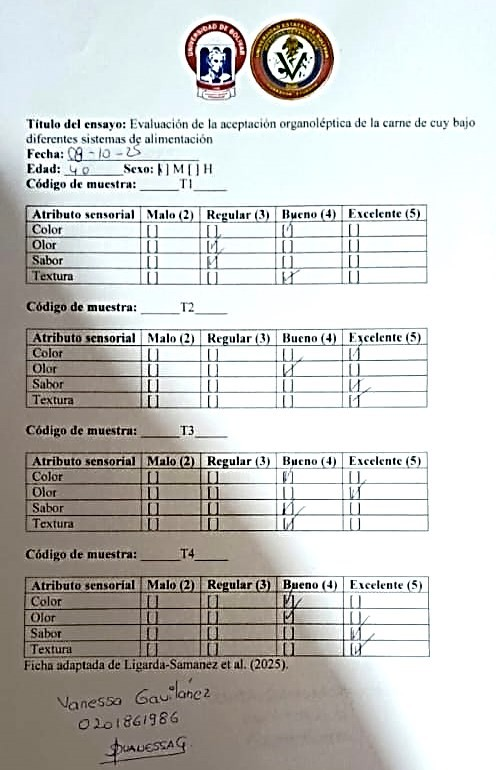 UNIVERSIDAD DE BOLIVAR
Título del ensayo: Evaluación de la aceptación organoléptica de la carne de cuy bajo
diferentes sistemas de alimentación
Fecha: 09-10-25
Edad: 40 Sexo: [✓] M [ ] H
Código de muestra: ______T1______
Atributo sensorial Malo (2) Regular (3) Bueno (4) Excelente (5)
Color [ ] [ ] [✓] [ ]
Olor [ ] [✓] [ ] [ ]
Sabor [ ] [✓] [ ] [ ]
Textura [ ] [ ] [✓] [ ]
Código de muestra: ______T2______
Atributo sensorial Malo (2) Regular (3) Bueno (4) Excelente (5)
Color [ ] [ ] [ ] [✓]
Olor [ ] [ ] [✓] [ ]
Sabor [ ] [ ] [ ] [✓]
Textura [ ] [ ] [ ] [✓]
Código de muestra: ______T3______
Atributo sensorial Malo (2) Regular (3) Bueno (4) Excelente (5)
Color [ ] [ ] [✓] [ ]
Olor [ ] [ ] [ ] [✓]
Sabor [ ] [ ] [✓] [ ]
Textura [ ] [ ] [✓] [ ]
Código de muestra: ______T4______
Atributo sensorial Malo (2) Regular (3) Bueno (4) Excelente (5)
Color [ ] [ ] [✓] [ ]
Olor [ ] [ ] [✓] [ ]
Sabor [ ] [ ] [ ] [✓]
Textura [ ] [ ] [ ] [✓]
Ficha adaptada de Ligarda-Samanez et al. (2025).
Vanessa Gavilánez
0201861986